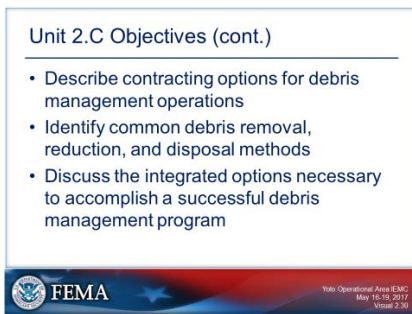 Unit 2.C Objectives (cont.)
• Describe contracting options for debris
management operations
• Identify common debris removal,
reduction, and disposal methods
• Discuss the integrated options necessary
to accomplish a successful debris
management program
FEMA
Yolo Operational Area IEMC
May 16-19, 2017
Visual 2.30